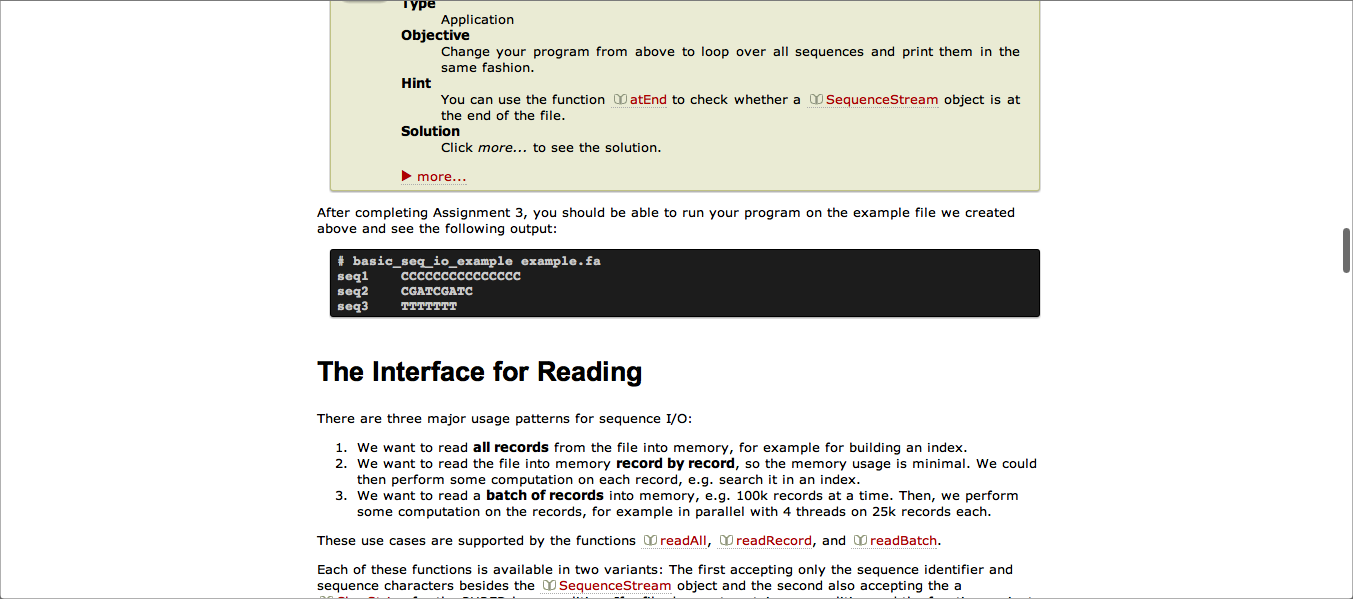 Type
Application
Objective
Change your program from above to loop over all sequences and print them in the
same fashion.
Hint
You can use the function atEnd to check whether a SequenceStream object is at
the end of the file.
Solution
Click more... to see the solution.
more...
After completing Assignment 3, you should be able to run your program on the example file we created
above and see the following output:
# basic_seq_io_example example.fa
seq1 CCCCCCCCCCCCCCC
seq2 CGATCGATC
seq3 TTTTTTT
The Interface for Reading
There are three major usage patterns for sequence I/O:
1. We want to read all records from the file into memory, for example for building an index.
2. We want to read the file into memory record by record, so the memory usage is minimal. We could
then perform some computation on each record, e.g. search it in an index.
3. We want to read a batch of records into memory, e.g. 100k records at a time. Then, we perform
some computation on the records, for example in parallel with 4 threads on 25k records each.
These use cases are supported by the functions readAll, readRecord, and readBatch.
Each of these functions is available in two variants: The first accepting only the sequence identifier and
sequence characters besides the SequenceStream object and the second also accepting the a